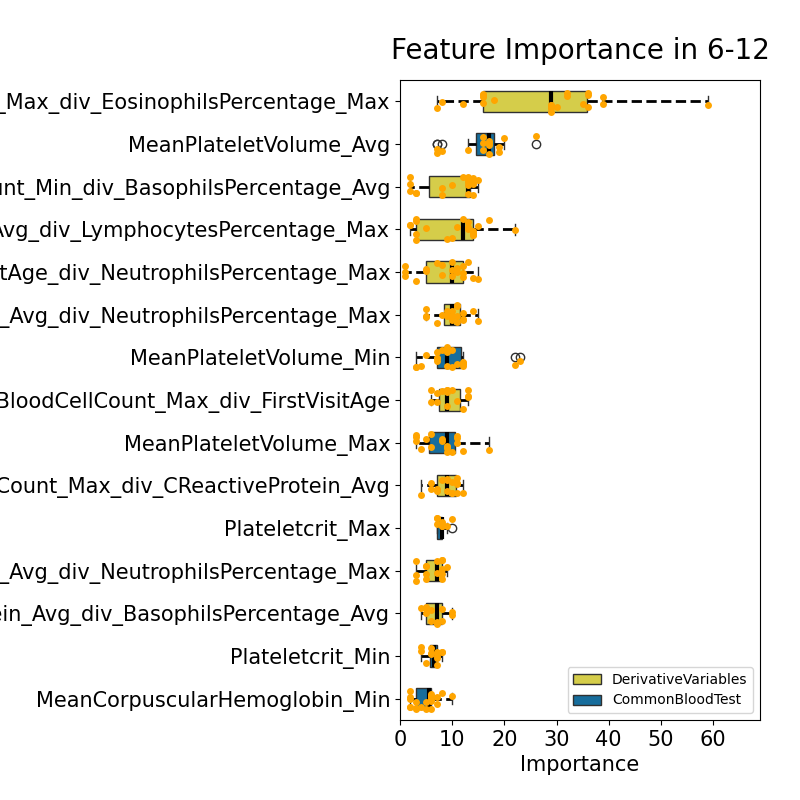 Feature Importance in 6-12
_Max_div_EosinophilsPercentage_Max
MeanPlateletVolume_Avg
unt_Min_div_BasophilsPercentage_Avg
Avg_div_LymphocytesPercentage_Max
tAge_div_NeutrophilsPercentage_Max
_Avg_div_NeutrophilsPercentage_Max
MeanPlateletVolume_Min
BloodCellCount_Max_div_FirstVisitAge
MeanPlateletVolume_Max
Count_Max_div_CReactiveProtein_Avg
Plateletcrit_Max
_Avg_div_NeutrophilsPercentage_Max
ein_Avg_div_BasophilsPercentage_Avg
Plateletcrit_Min
MeanCorpuscularHemoglobin_Min
DerivativeVariables
CommonBloodTest
0 10 20 30 40 50 60
Importance